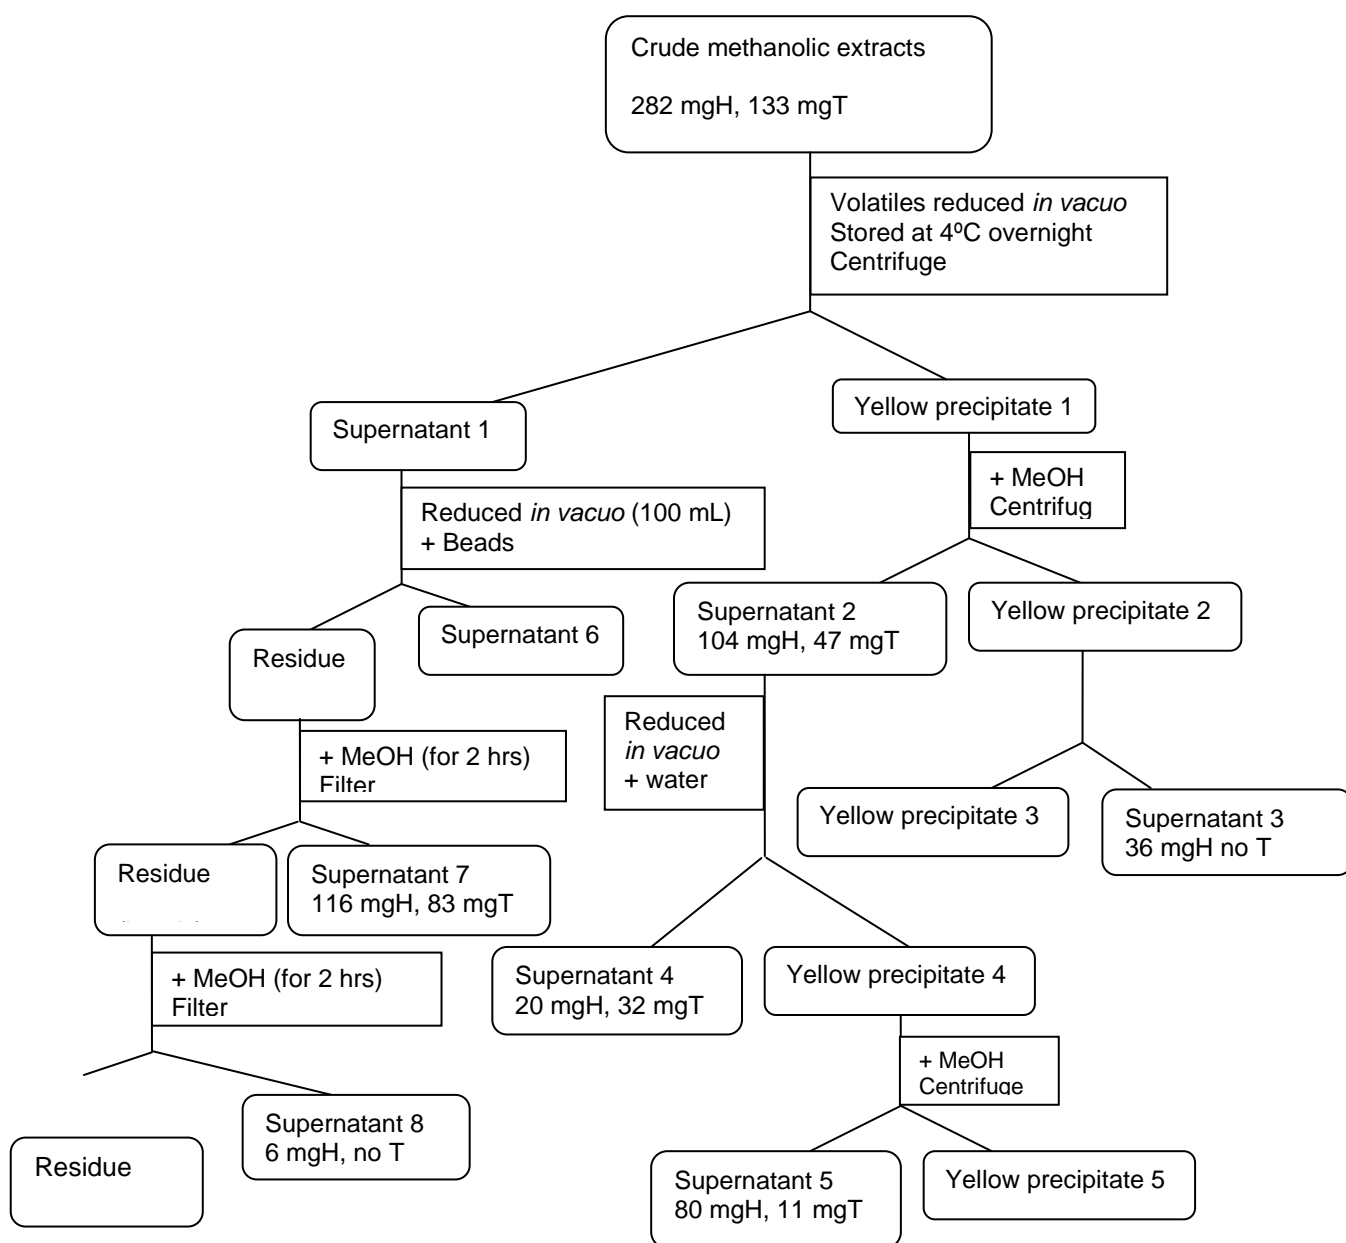 Crude methanolic extracts
282 mgH, 133 mgT
Volatiles reduced in vacuo
Stored at 4ºC overnight
Centrifuge
Supernatant 1
Yellow precipitate 1
Reduced in vacuo (100 mL)
+ Beads
+ MeOH
Centrifug
Supernatant 6
Residue
Supernatant 2
104 mgH, 47 mgT
Yellow precipitate 2
Reduced
in vacuo
+ water
+ MeOH (for 2 hrs)
Filter
Yellow precipitate 3
Supernatant 3
36 mgH no T
Residue
Supernatant 7
116 mgH, 83 mgT
+ MeOH (for 2 hrs)
Filter
Supernatant 4
20 mgH, 32 mgT
Yellow precipitate 4
+ MeOH
Centrifuge
Residue
Supernatant 8
6 mgH, no T
Supernatant 5
80 mgH, 11 mgT
Yellow precipitate 5